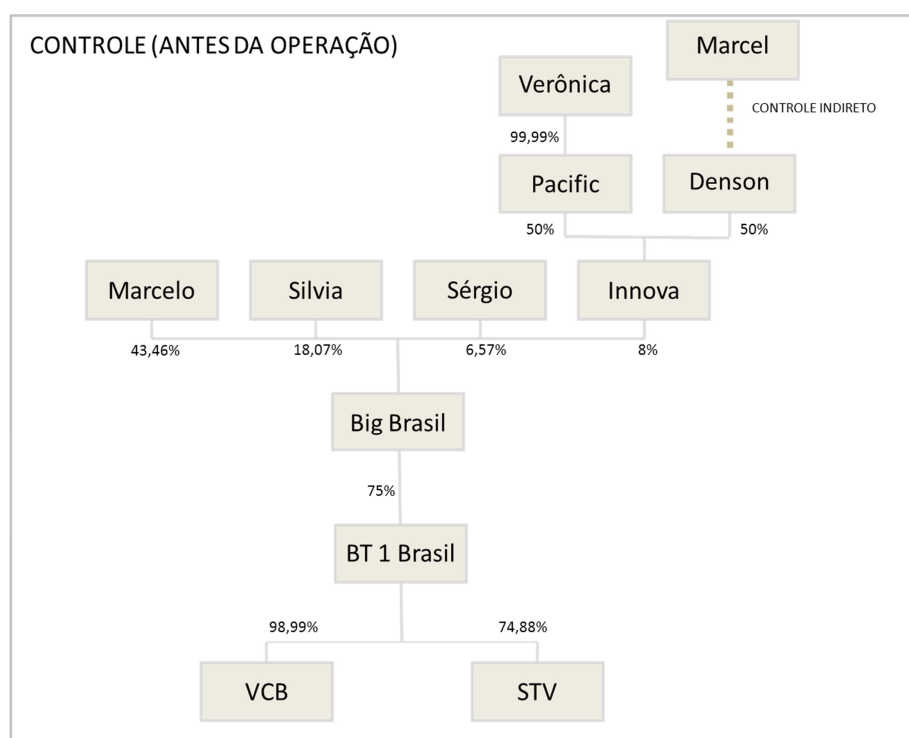 CONTROLE (ANTES DA OPERAÇÃO)
Marcel
Verônica
CONTROLE INDIRETO
99,99%
Pacific
Denson
50%
50%
Marcelo
Silvia
Sérgio
Innova
43,46%
18,07%
6,57%
8%
Big Brasil
75%
BT 1 Brasil
98,99%
74,88%
VCB
STV